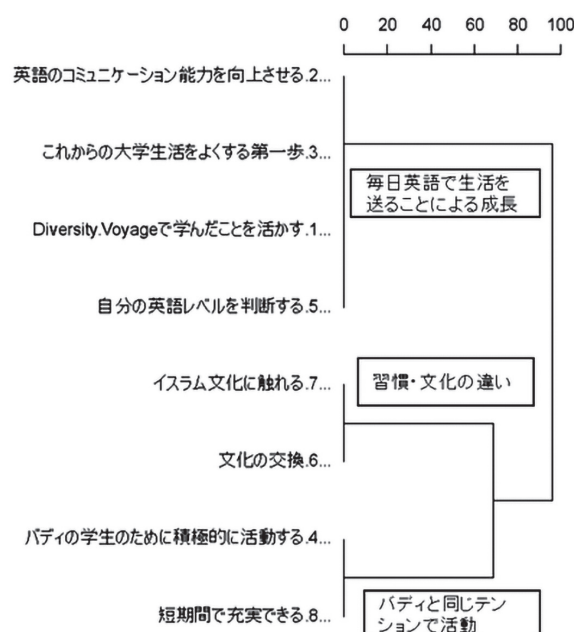 0 20 40 60 80 100
英語のコミュニケーション能力を向上させる.2...
これからの大学生活をよくする第一歩.3...
毎日英語で生活を
送ることによる成長
Diversity.Voyageで学んだことを活かす.1...
自分の英語レベルを判断する.5...
イスラム文化に触れる.7...
習慣・文化の違い
文化の交換.6...
バディの学生のために積極的に活動する.4...
短期間で充実できる.8...
バディと同じテン
ションで活動